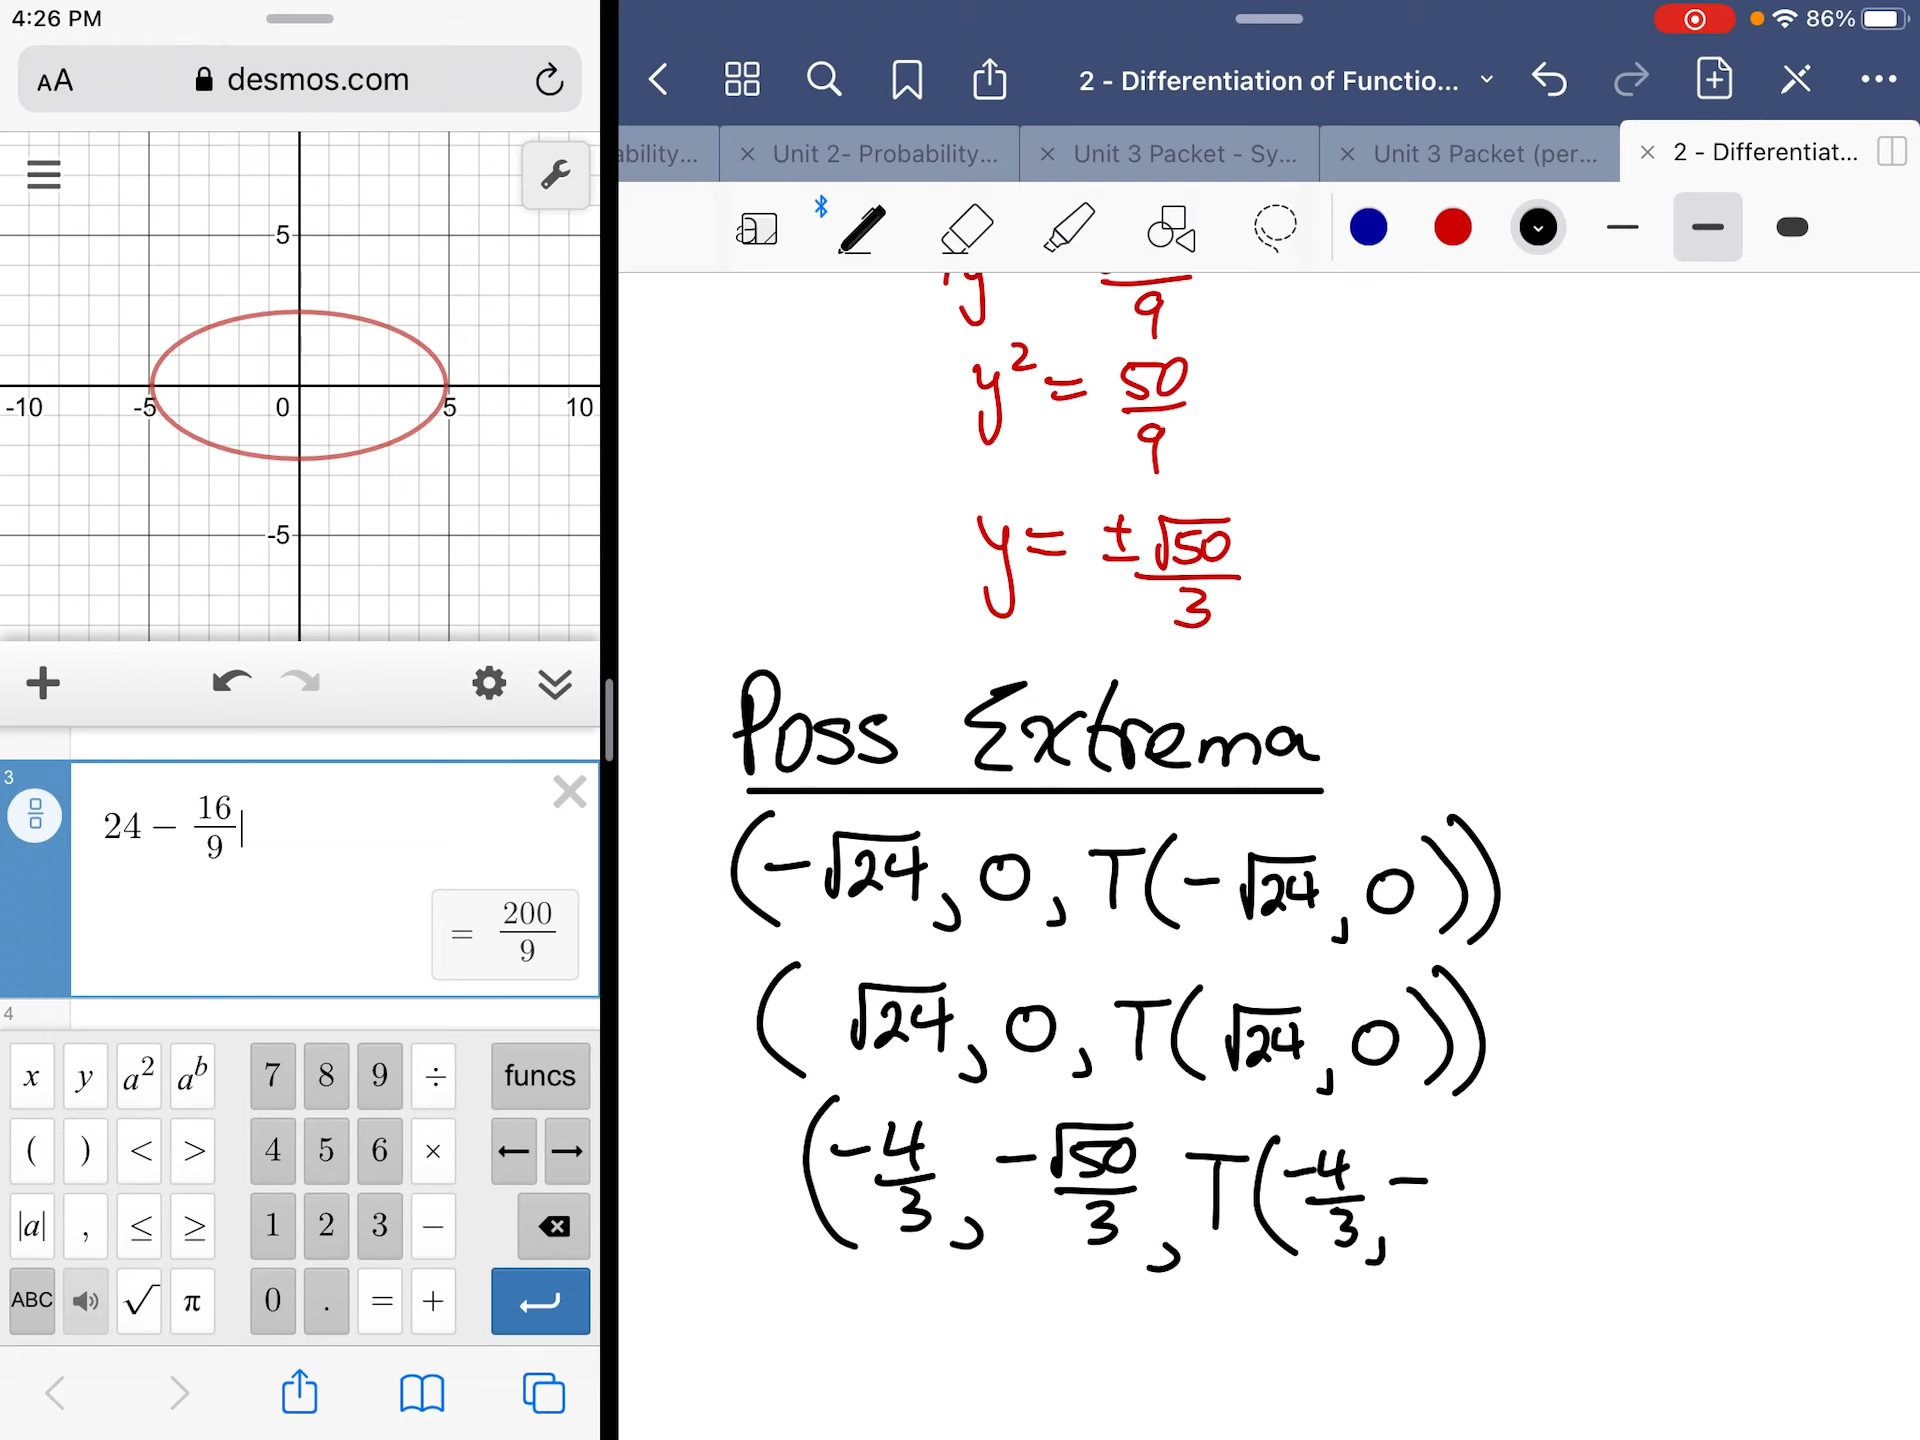 4:26 PM
86%
AA desmos.com
2 - Differentiation of Functio...
ability...
× Unit 2- Probability...
× Unit 3 Packet - Sy...
× Unit 3 Packet (per...
× 2 - Differentiat...
5
-10 -5 0 5 10
-5
3
24 − 16/9
= 200/9
4
x y a² aᵇ 7 8 9 ÷ funcs
( ) < > 4 5 6 × ← →
|a| , ≤ ≥ 1 2 3 −
ABC √ π 0 . = +
9
y² = 50/9
y = ±√50/3
Poss Extrema
(-√24, 0, T(-√24, 0))
(√24, 0, T(√24, 0))
(-4/3, -√50/3, T(-4/3, -